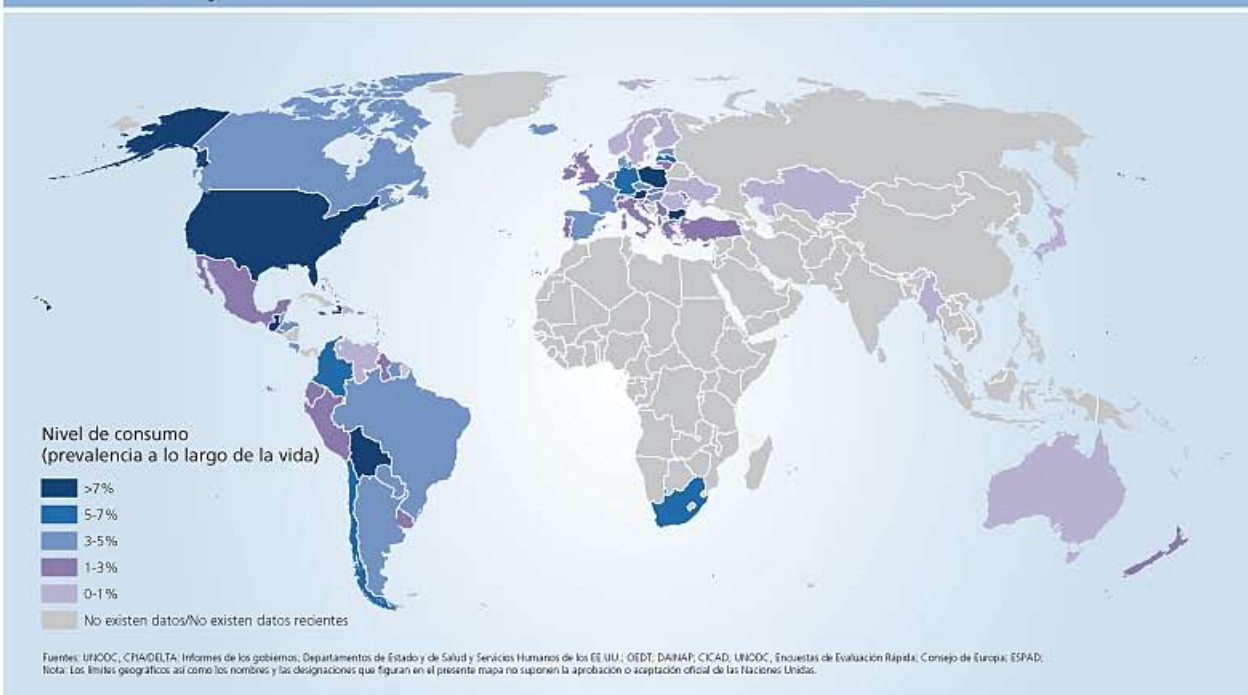 Nivel de consumo
(prevalencia a lo largo de la vida)
>7%
5-7%
3-5%
1-3%
0-1%
No existen datos/No existen datos recientes
Fuentes: UNODC, CPIA/DELTA: Informes de los gobiernos; Departamentos de Estado y de Salud y Servicios Humanos de los EE.UU.; OEDT; DAINAP; CICAD, UNODC, Encuestas de Evaluación Rápida; Consejo de Europa; ESPAD;
Nota: Los límites geográficos así como los nombres y las designaciones que figuran en el presente mapa no suponen la aprobación o aceptación oficial de las Naciones Unidas.